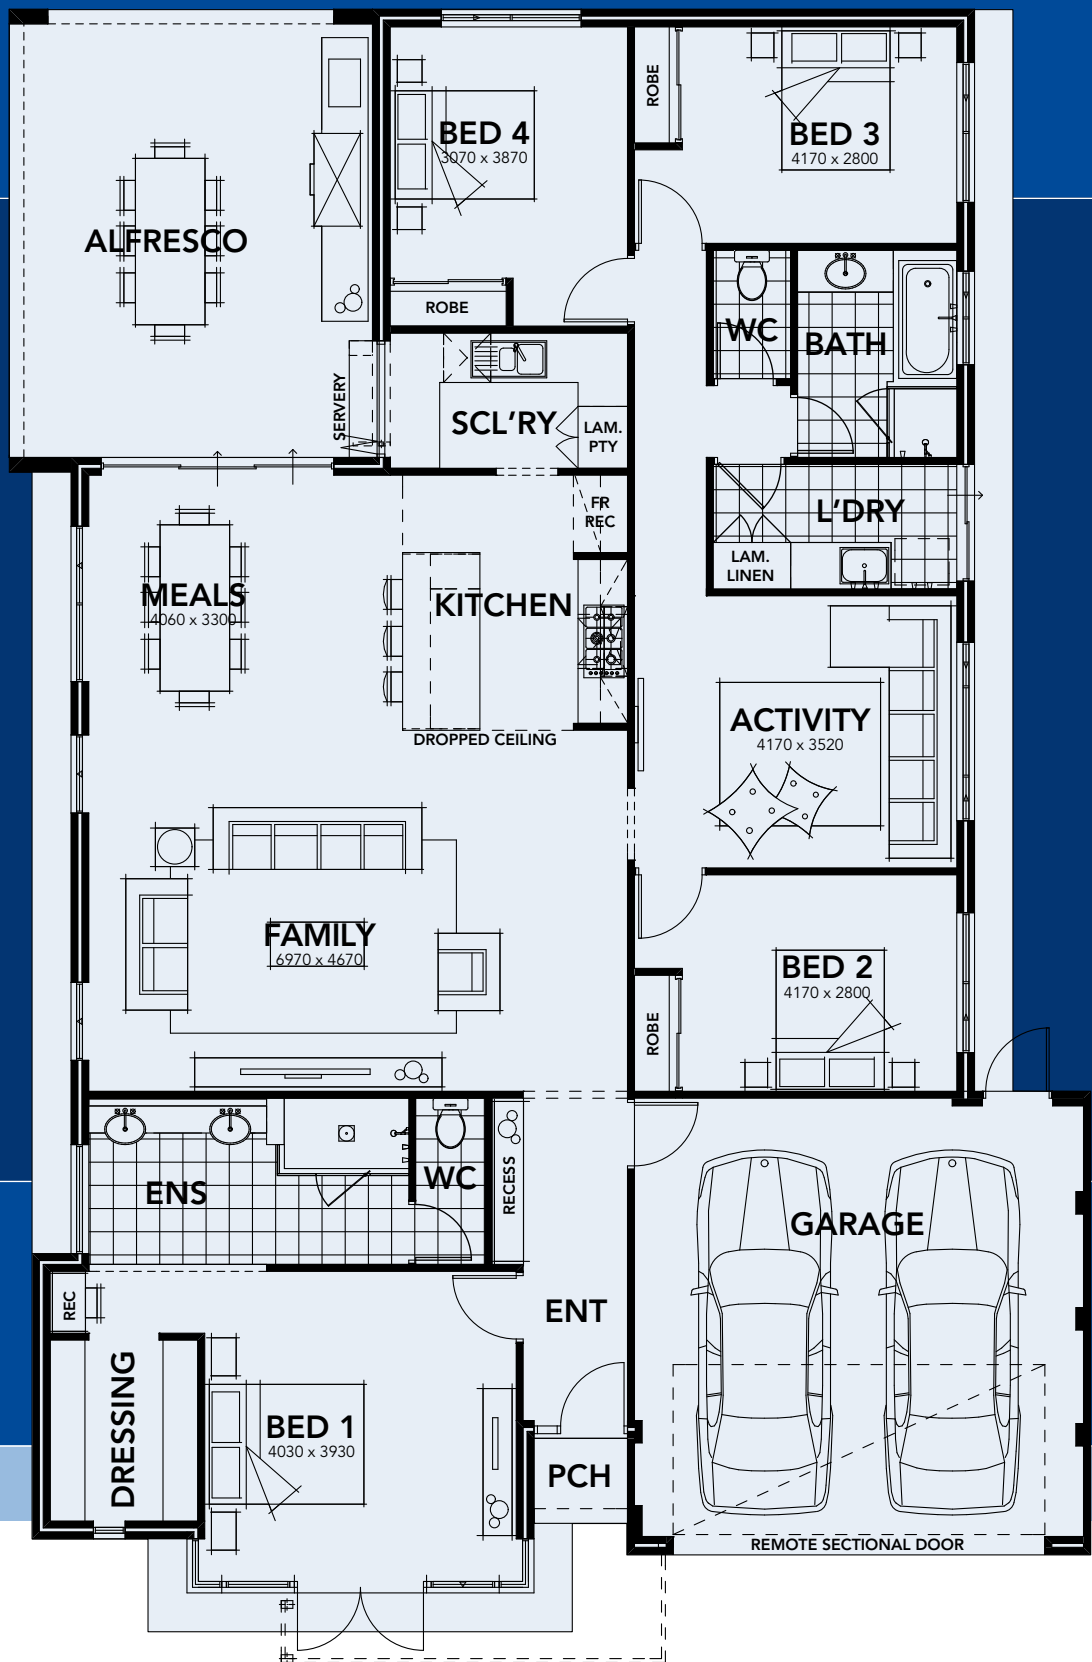 BED 4
3070 x 3870
ROBE
BED 3
4170 x 2800
ALFRESCO
ROBE
WC
BATH
SERVERY
SCL'RY
LAM.
PTY
FR
REC
L'DRY
LAM.
LINEN
MEALS
4060 x 3300
KITCHEN
DROPPED CEILING
ACTIVITY
4170 x 3520
FAMILY
6970 x 4670
BED 2
4170 x 2800
ROBE
ENS
WC
RECESS
GARAGE
REC
ENT
DRESSING
BED 1
4030 x 3930
PCH
REMOTE SECTIONAL DOOR